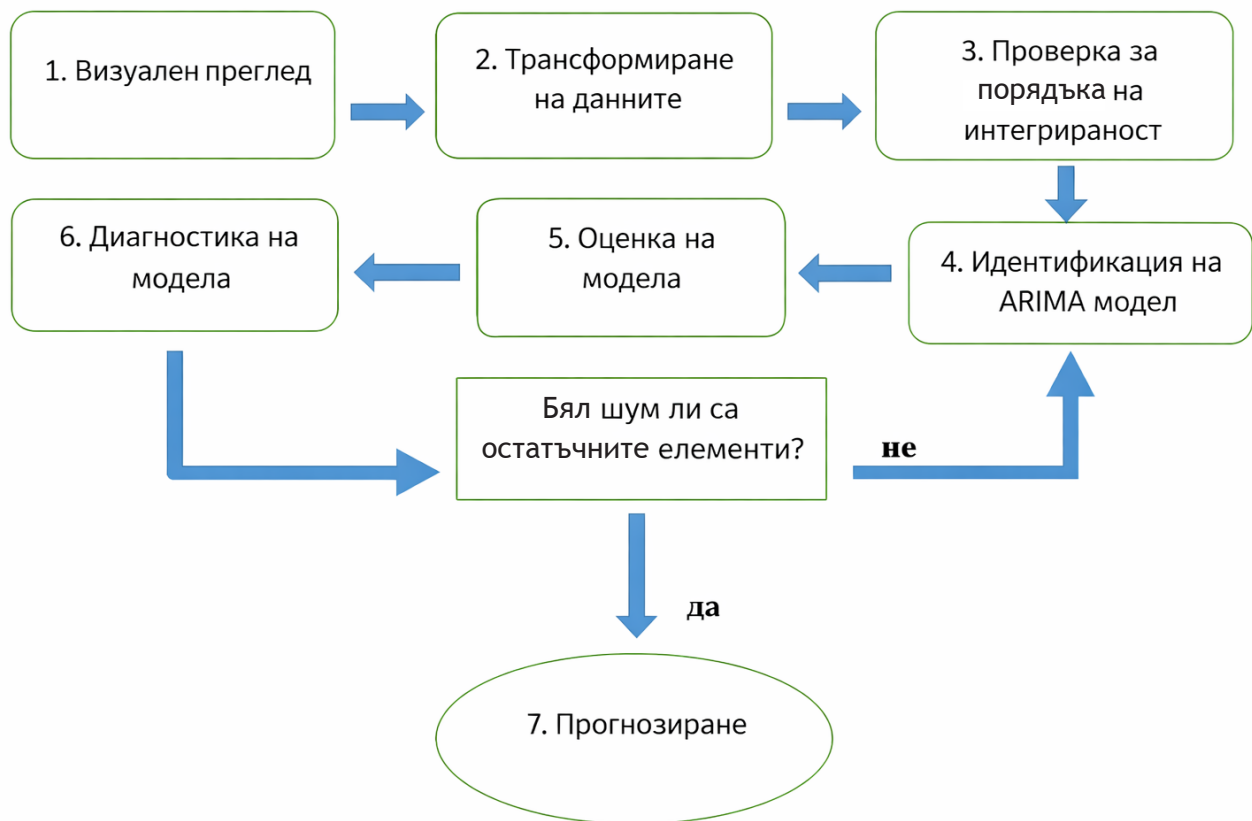 1. Визуален преглед
2. Трансформиране
на данните
3. Проверка за
порядъка на
интегрираност
4. Идентификация на
ARIMA модел
5. Оценка на
модела
6. Диагностика на
модела
Бял шум ли са
остатъчните елементи?
не
да
7. Прогнозиране